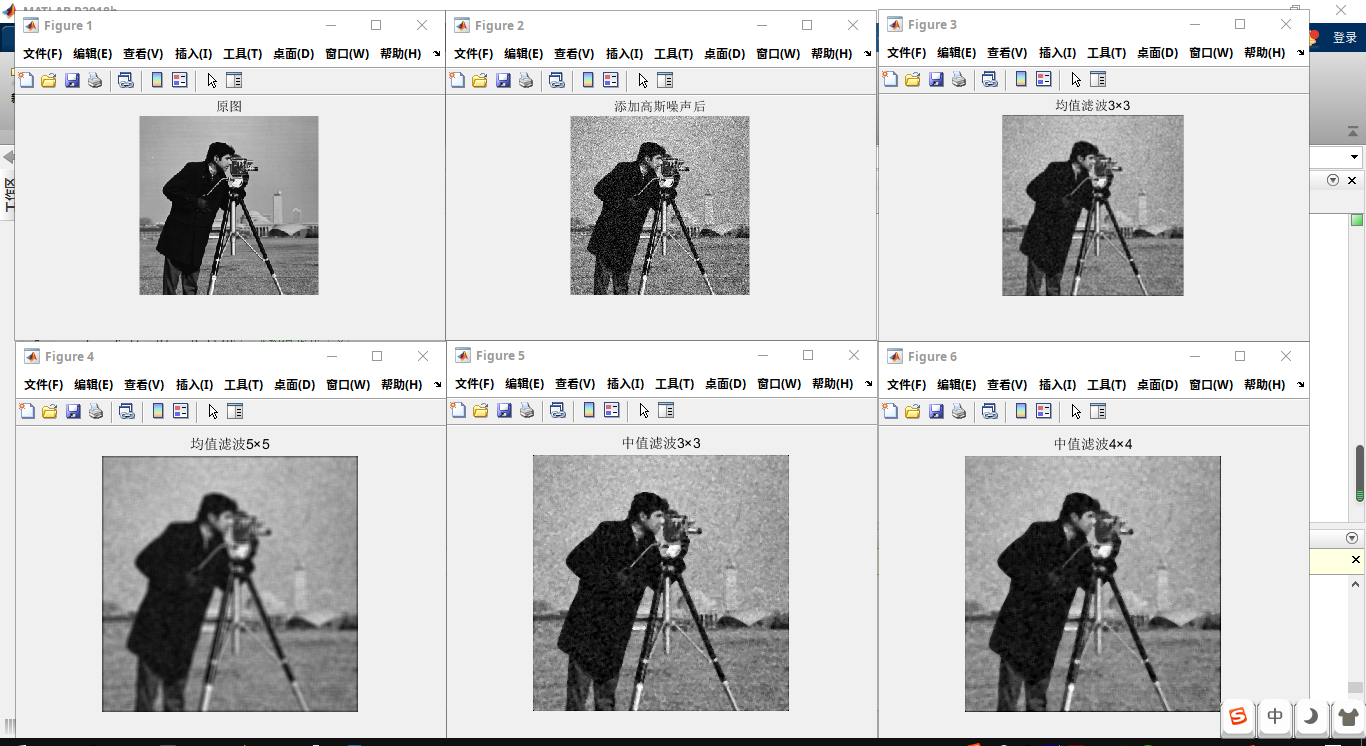 MATLAB R2018b
Figure 1
文件(F) 编辑(E) 查看(V) 插入(I) 工具(T) 桌面(D) 窗口(W) 帮助(H)
原图
Figure 2
文件(F) 编辑(E) 查看(V) 插入(I) 工具(T) 桌面(D) 窗口(W) 帮助(H)
添加高斯噪声后
Figure 3
文件(F) 编辑(E) 查看(V) 插入(I) 工具(T) 桌面(D) 窗口(W) 帮助(H)
均值滤波3×3
登录
工作区
Figure 4
文件(F) 编辑(E) 查看(V) 插入(I) 工具(T) 桌面(D) 窗口(W) 帮助(H)
均值滤波5×5
Figure 5
文件(F) 编辑(E) 查看(V) 插入(I) 工具(T) 桌面(D) 窗口(W) 帮助(H)
中值滤波3×3
Figure 6
文件(F) 编辑(E) 查看(V) 插入(I) 工具(T) 桌面(D) 窗口(W) 帮助(H)
中值滤波4×4
中